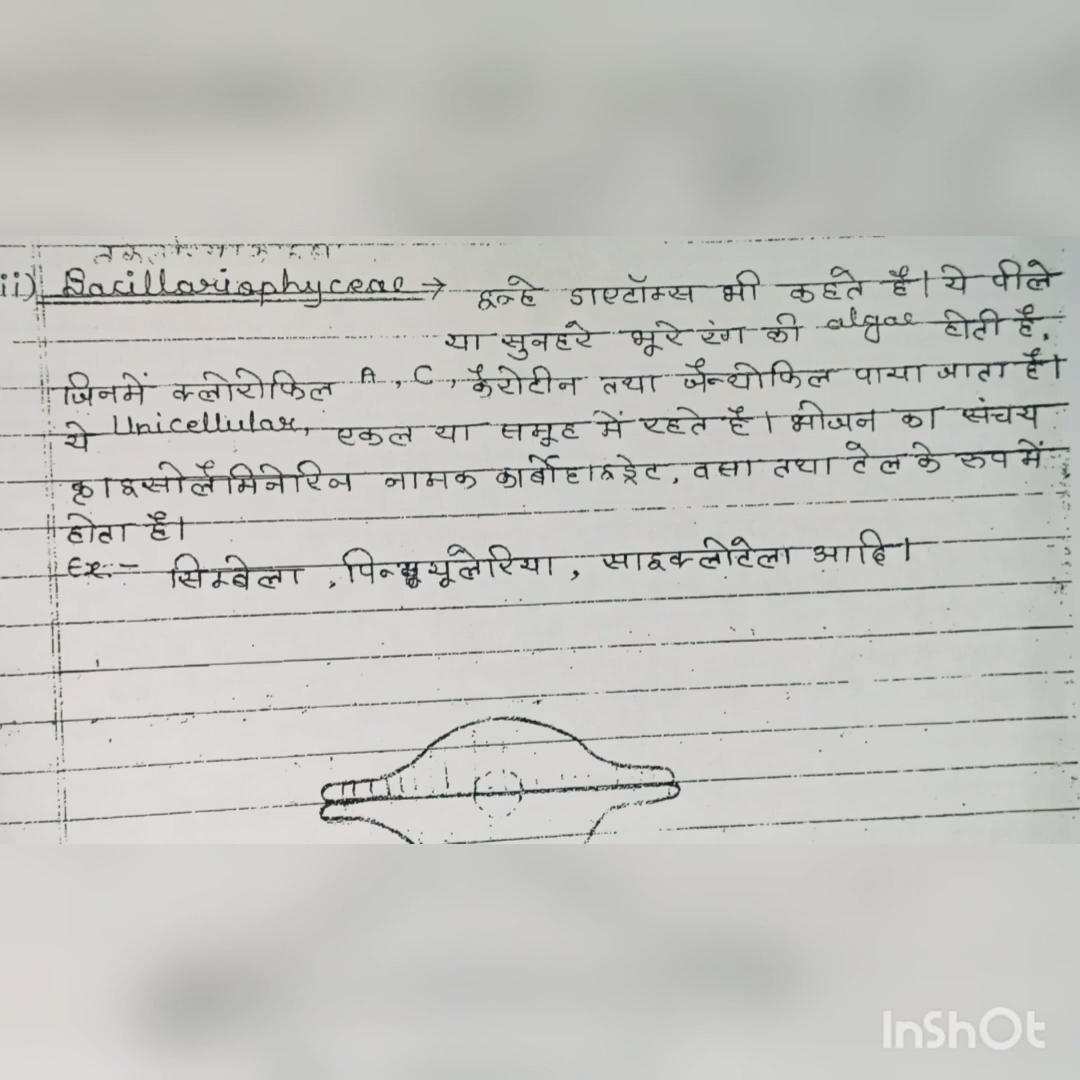 ii) Bacillariophyceae → इन्हे डाएटॉम्स भी कहते है। ये पीले
या सुनहरे भूरे रंग की algae होती है,
जिनमें क्लोरोफिल A, C, कैरोटीन तथा जैन्थोफिल पाया जाता है।
ये Unicellular, एकल या समूह में रहते है। भोजन का संचय
क्राइसोलैमिनेरिन नामक कार्बोहाइड्रेट, वसा तथा तेल के रुप में
होता है।
Ex:- सिम्बेला, पिन्यूलेरिया, साइक्लोटेला आदि।
InShOt